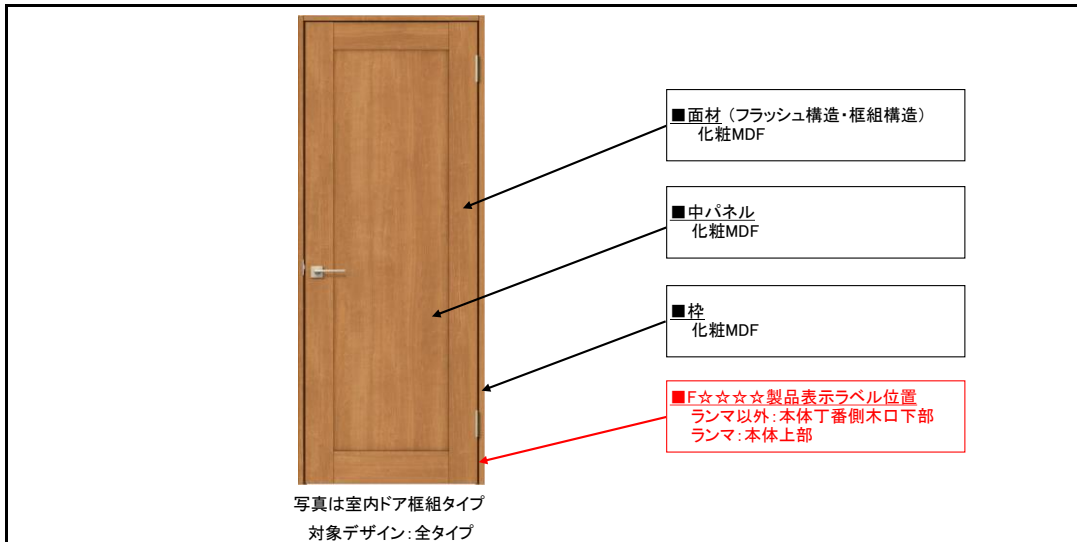 ■面材 (フラッシュ構造・框組構造)
化粧MDF
■中パネル
化粧MDF
■枠
化粧MDF
■F☆☆☆☆製品表示ラベル位置
ランマ以外:本体丁番側木口下部
ランマ:本体上部
写真は室内ドア框組タイプ
対象デザイン:全タイプ